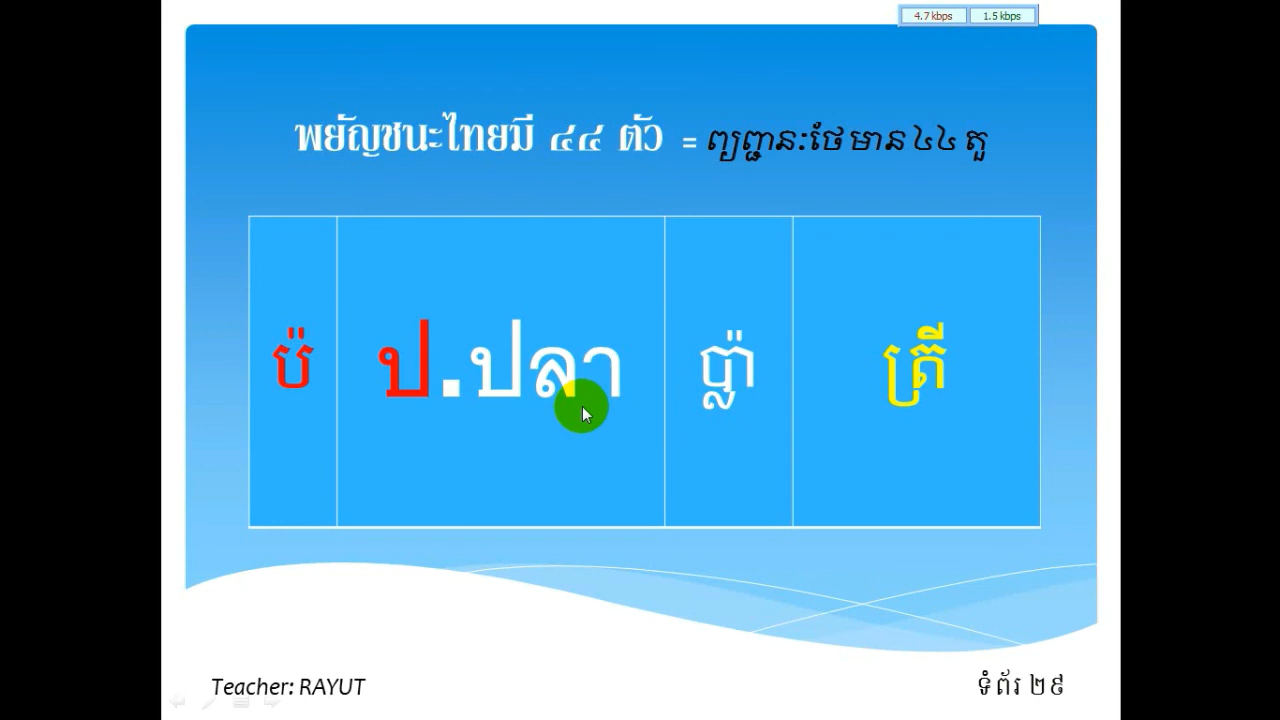 4.7 kbps 1.5 kbps
พยัญชนะไทยมี ๔๔ ตัว = ព្យព្ជានៈថៃមាន ៤៤ តួ
ប៉ ป.ปลา ប៉្លា ត្រី
Teacher: RAYUT ទំព័រ ២៩